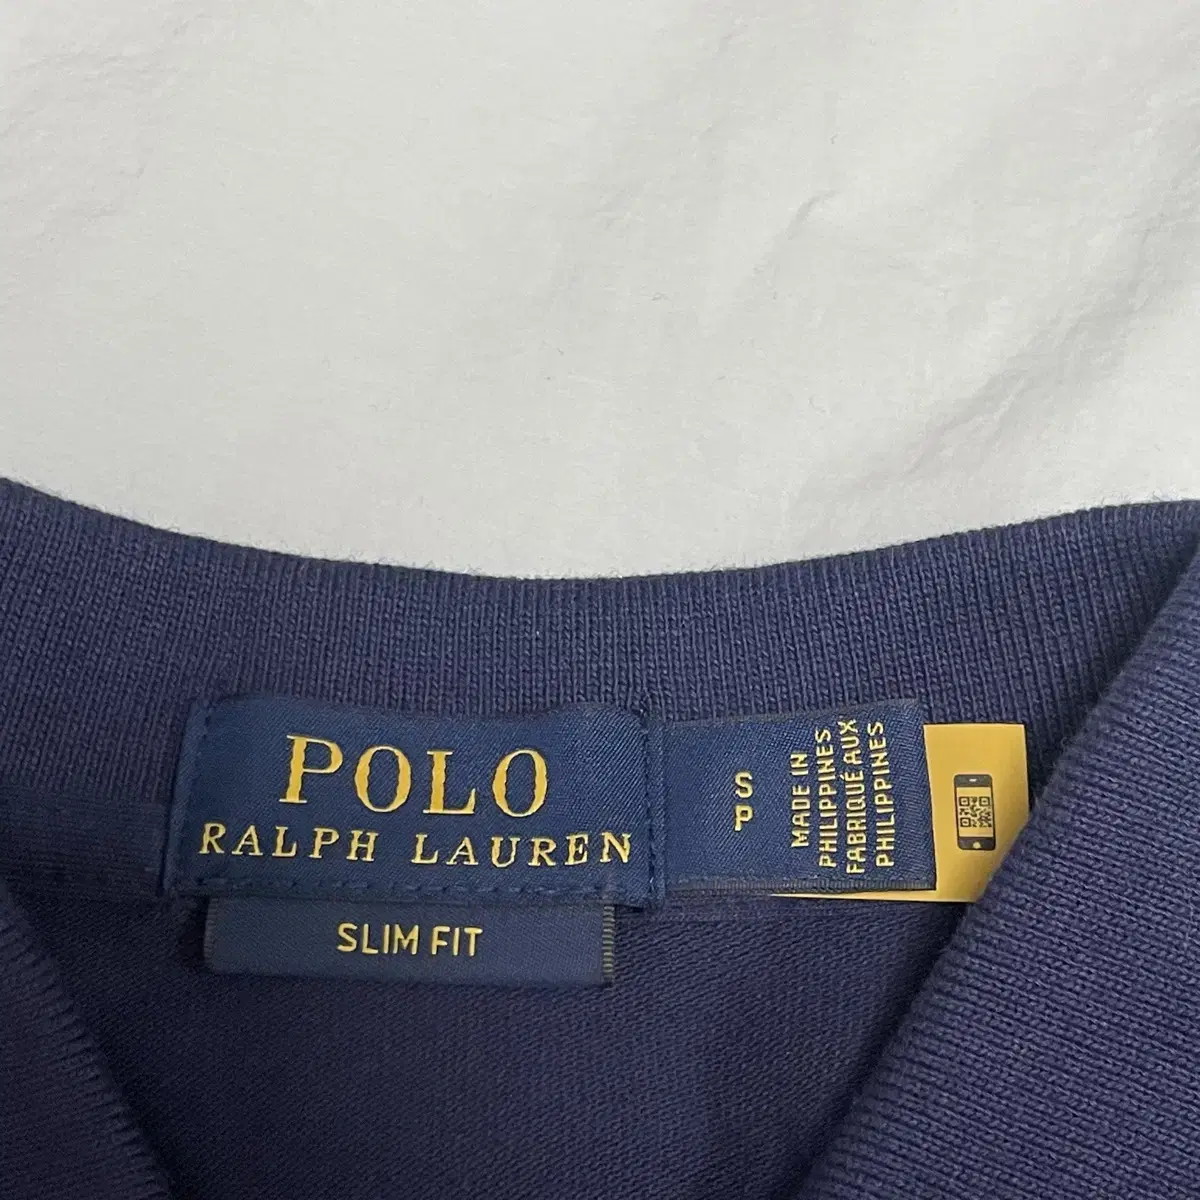 POLO
RALPH LAUREN
SLIM FIT
S
P
MADE IN
PHILIPPINES
FABRIQUÉ AUX
PHILIPPINES